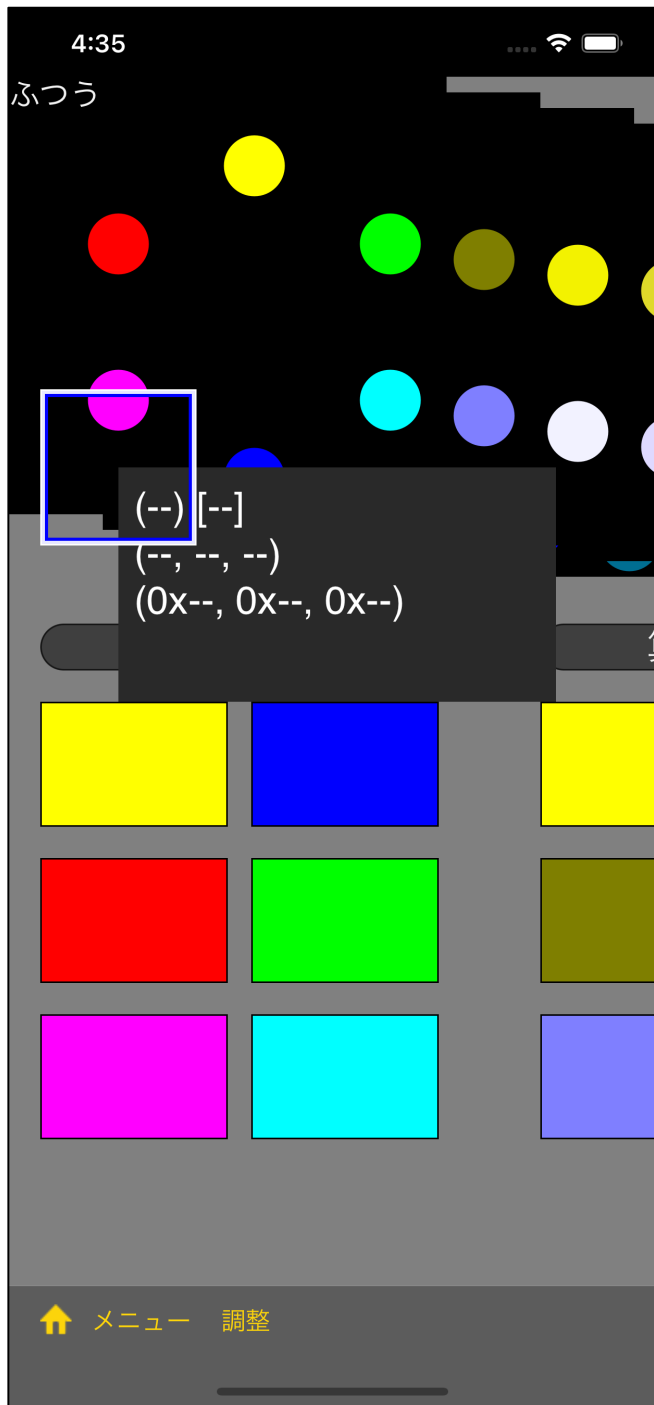 4:35
ふつう
(--) [--]
(--, --, --)
(0x--, 0x--, 0x--)
メニュー 調整